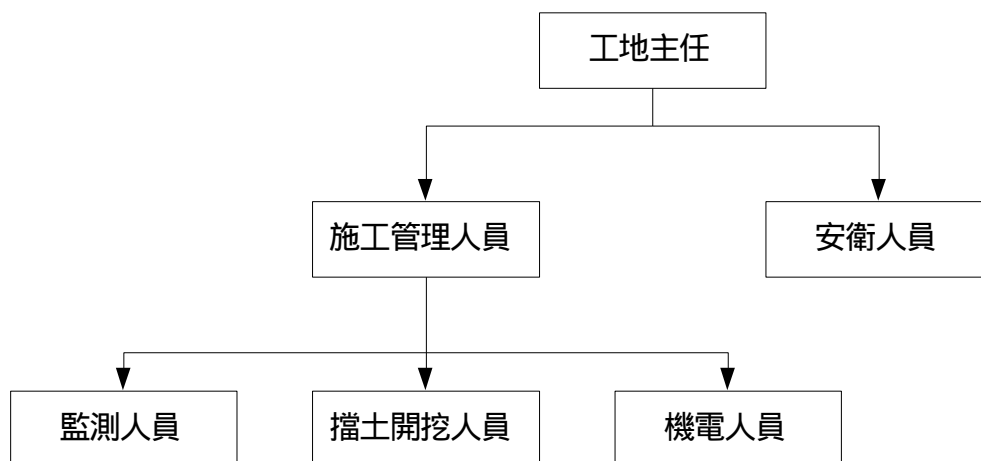 工地主任
施工管理人員
安衛人員
監測人員
擋土開挖人員
機電人員